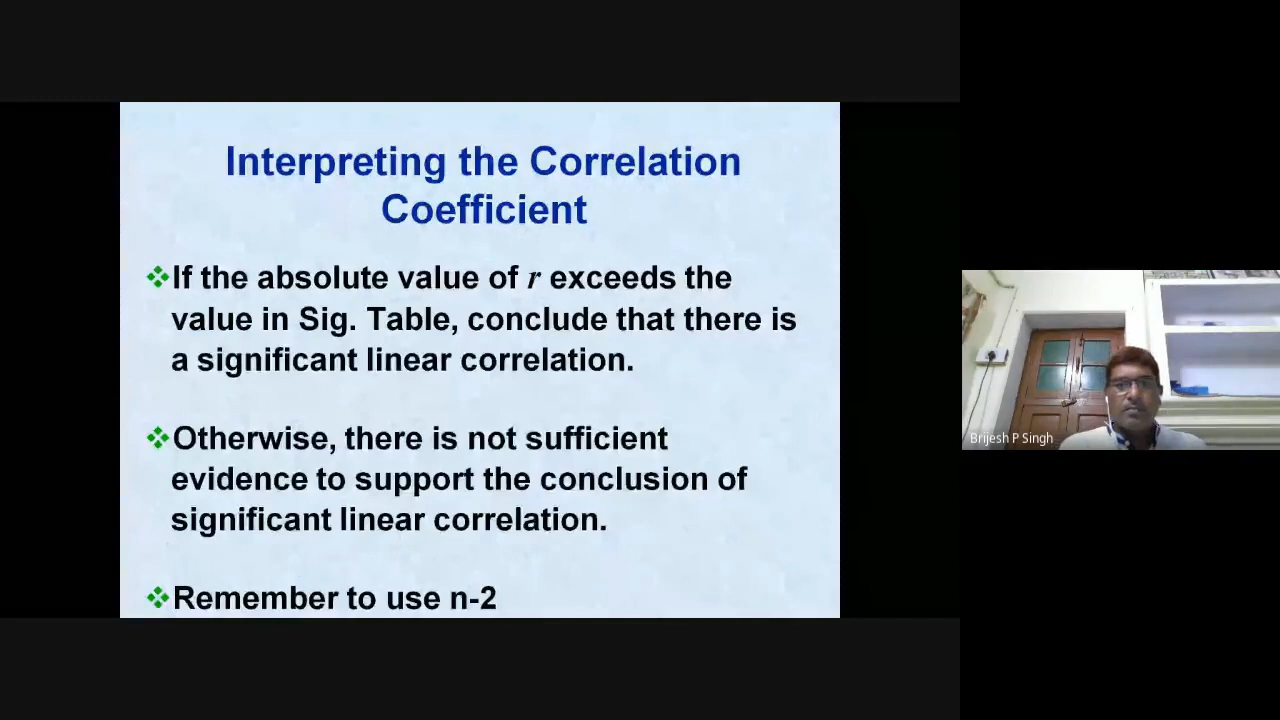 Interpreting the Correlation
Coefficient
If the absolute value of r exceeds the
value in Sig. Table, conclude that there is
a significant linear correlation.
Otherwise, there is not sufficient
evidence to support the conclusion of
significant linear correlation.
Remember to use n-2
Brijesh P Singh